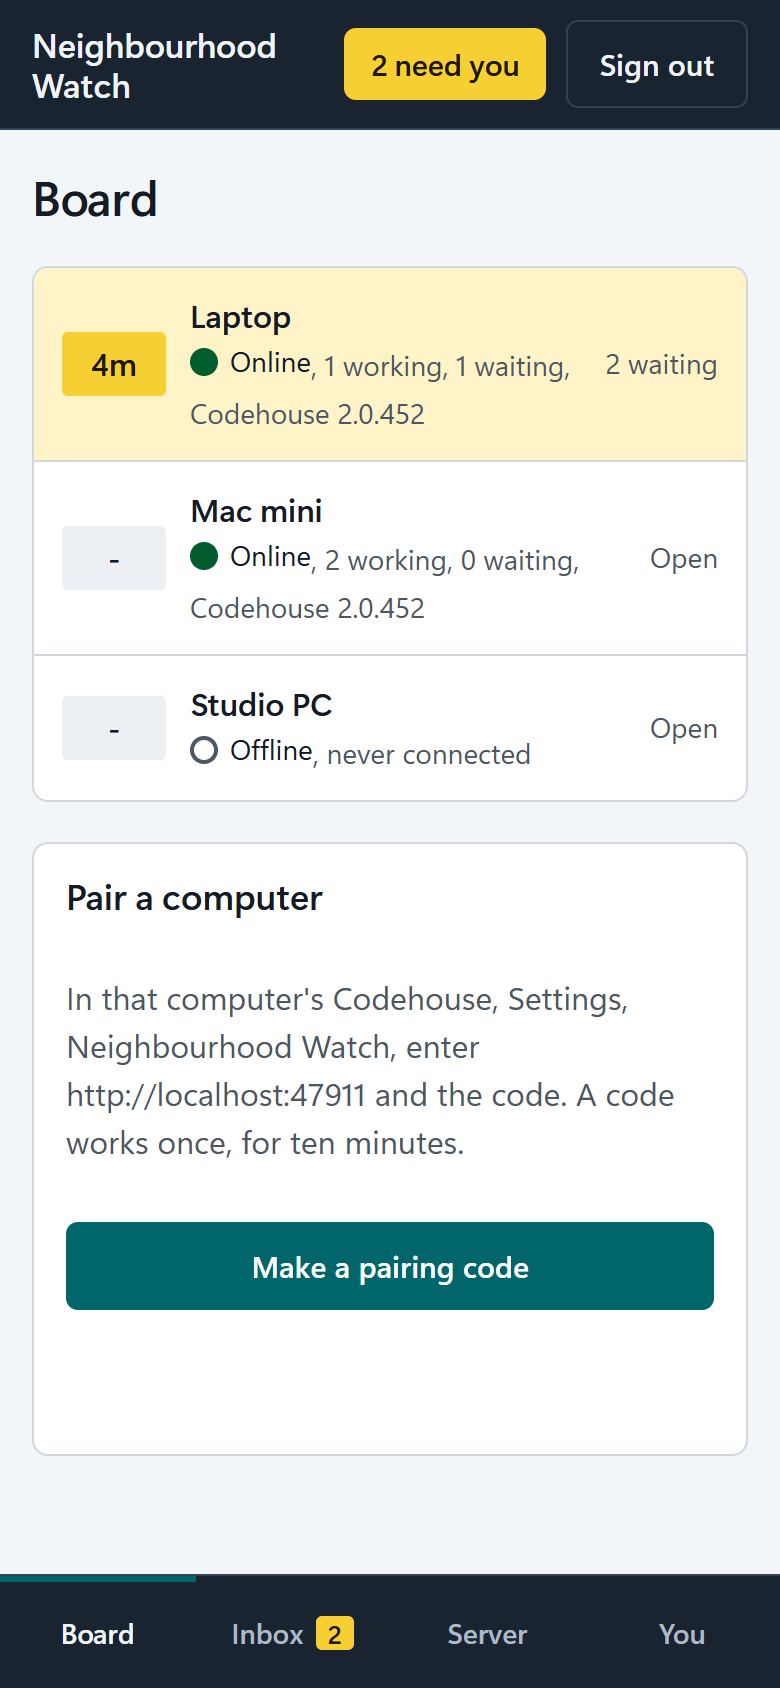 Neighbourhood
Watch
2 need you
Sign out
Board
4m
Laptop
Online, 1 working, 1 waiting,
Codehouse 2.0.452
2 waiting
-
Mac mini
Online, 2 working, 0 waiting,
Codehouse 2.0.452
Open
-
Studio PC
Offline, never connected
Open
Pair a computer
In that computer's Codehouse, Settings,
Neighbourhood Watch, enter
http://localhost:47911 and the code. A code
works once, for ten minutes.
Make a pairing code
Board
Inbox 2
Server
You